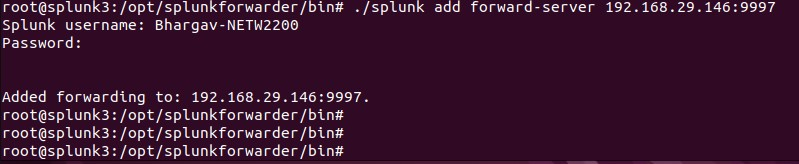 root@splunk3:/opt/splunkforwarder/bin# ./splunk add forward-server 192.168.29.146:9997
Splunk username: Bhargav-NETW2200
Password:
Added forwarding to: 192.168.29.146:9997.
root@splunk3:/opt/splunkforwarder/bin#
root@splunk3:/opt/splunkforwarder/bin#
root@splunk3:/opt/splunkforwarder/bin#